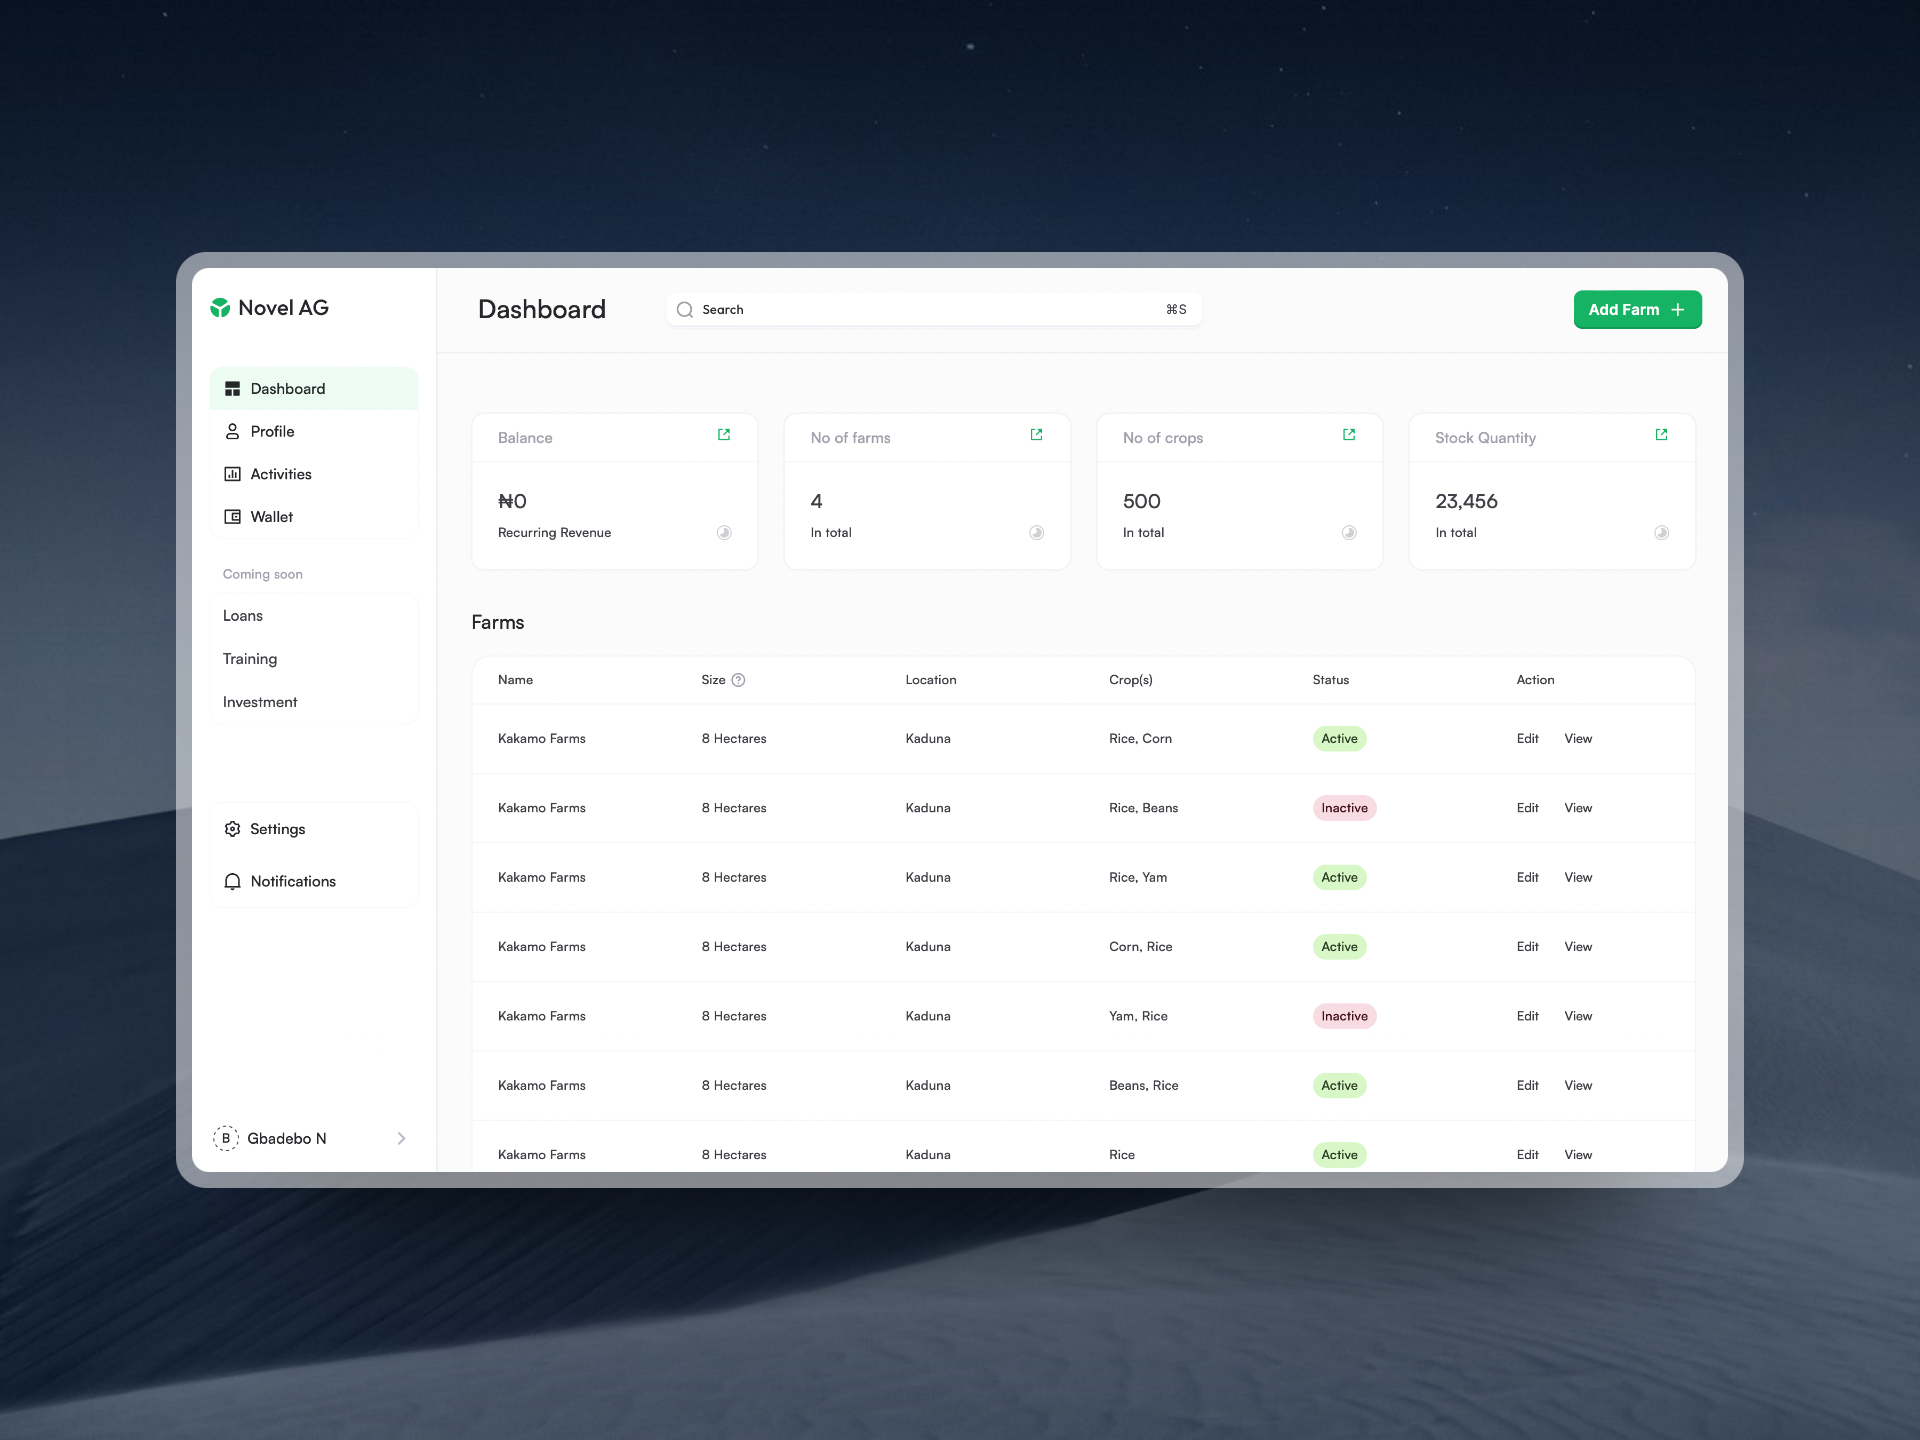 Novel AG
Dashboard
Profile
Activities
Wallet
Coming soon
Loans
Training
Investment
Settings
Notifications
B Gbadebo N
Dashboard
Search ⌘S
Add Farm +
Balance
₦0
Recurring Revenue
No of farms
4
In total
No of crops
500
In total
Stock Quantity
23,456
In total
Farms
Name Size ? Location Crop(s) Status Action
Kakamo Farms 8 Hectares Kaduna Rice, Corn Active Edit View
Kakamo Farms 8 Hectares Kaduna Rice, Beans Inactive Edit View
Kakamo Farms 8 Hectares Kaduna Rice, Yam Active Edit View
Kakamo Farms 8 Hectares Kaduna Corn, Rice Active Edit View
Kakamo Farms 8 Hectares Kaduna Yam, Rice Inactive Edit View
Kakamo Farms 8 Hectares Kaduna Beans, Rice Active Edit View
Kakamo Farms 8 Hectares Kaduna Rice Active Edit View